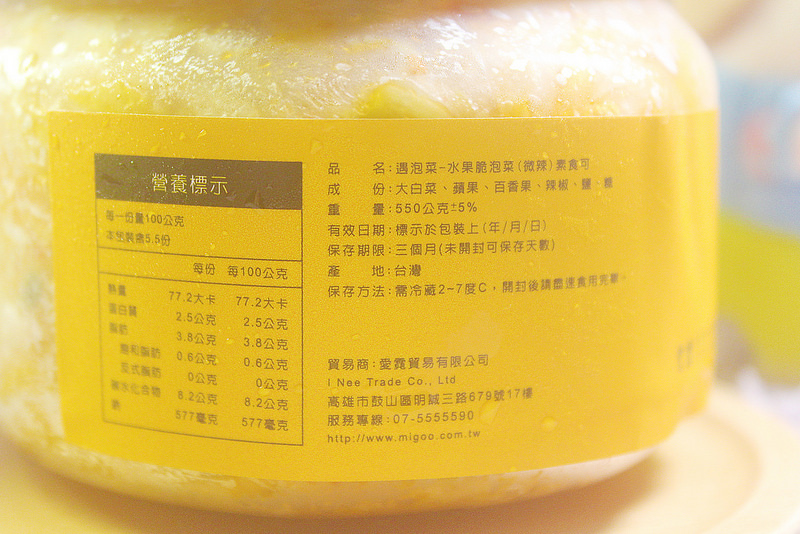 營養標示
每一份量100公克
本包裝含5.5份
每份 每100公克
熱量 77.2大卡 77.2大卡
蛋白質 2.5公克 2.5公克
脂肪 3.8公克 3.8公克
飽和脂肪 0.6公克 0.6公克
反式脂肪 0公克 0公克
碳水化合物 8.2公克 8.2公克
鈉 577毫克 577毫克
品 名:遇泡菜-水果脆泡菜(微辣)素食可
成 份:大白菜、蘋果、百香果、辣椒、鹽、糖
重 量:550公克±5%
有效日期:標示於包裝上(年/月/日)
保存期限:三個月(未開封可保存天數)
產 地:台灣
保存方法:需冷藏2-7度C,開封後請盡速食用完畢。
貿易商:愛霓貿易有限公司
I Nee Trade Co., Ltd
高雄市鼓山區明誠三路679號17樓
服務專線:07-5555590
http://www.migoo.com.tw